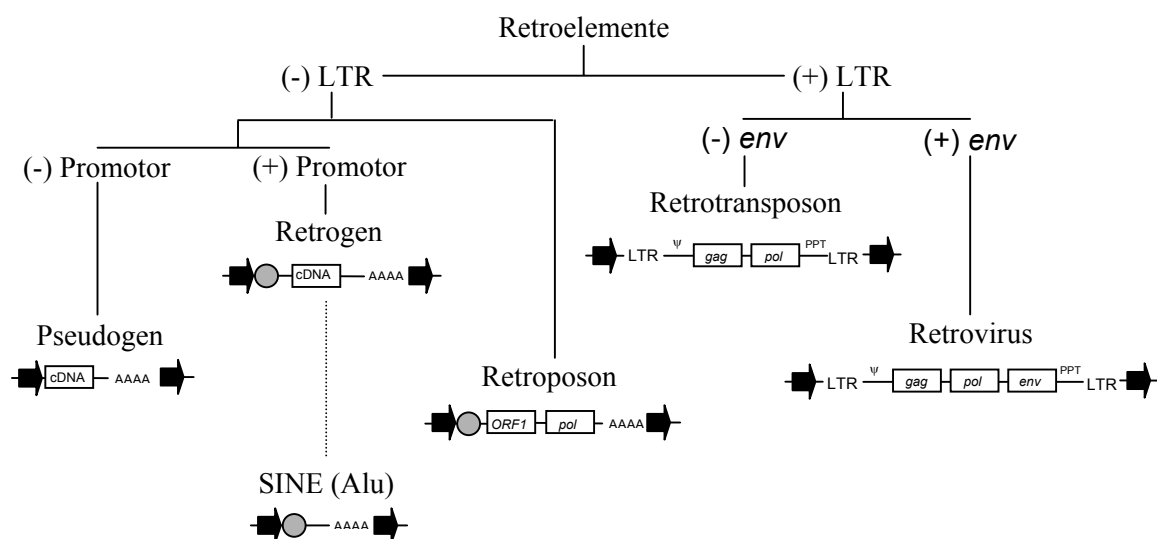 Retroelemente
(-) LTR
(+) LTR
(-) env
(+) env
(-) Promotor
(+) Promotor
Retrotransposon
Retrogen
LTR ψ gag pol PPT LTR
cDNA AAAA
Pseudogen
Retrovirus
cDNA AAAA
Retroposon
LTR ψ gag pol env PPT LTR
ORF1 pol AAAA
SINE (Alu)
AAAA